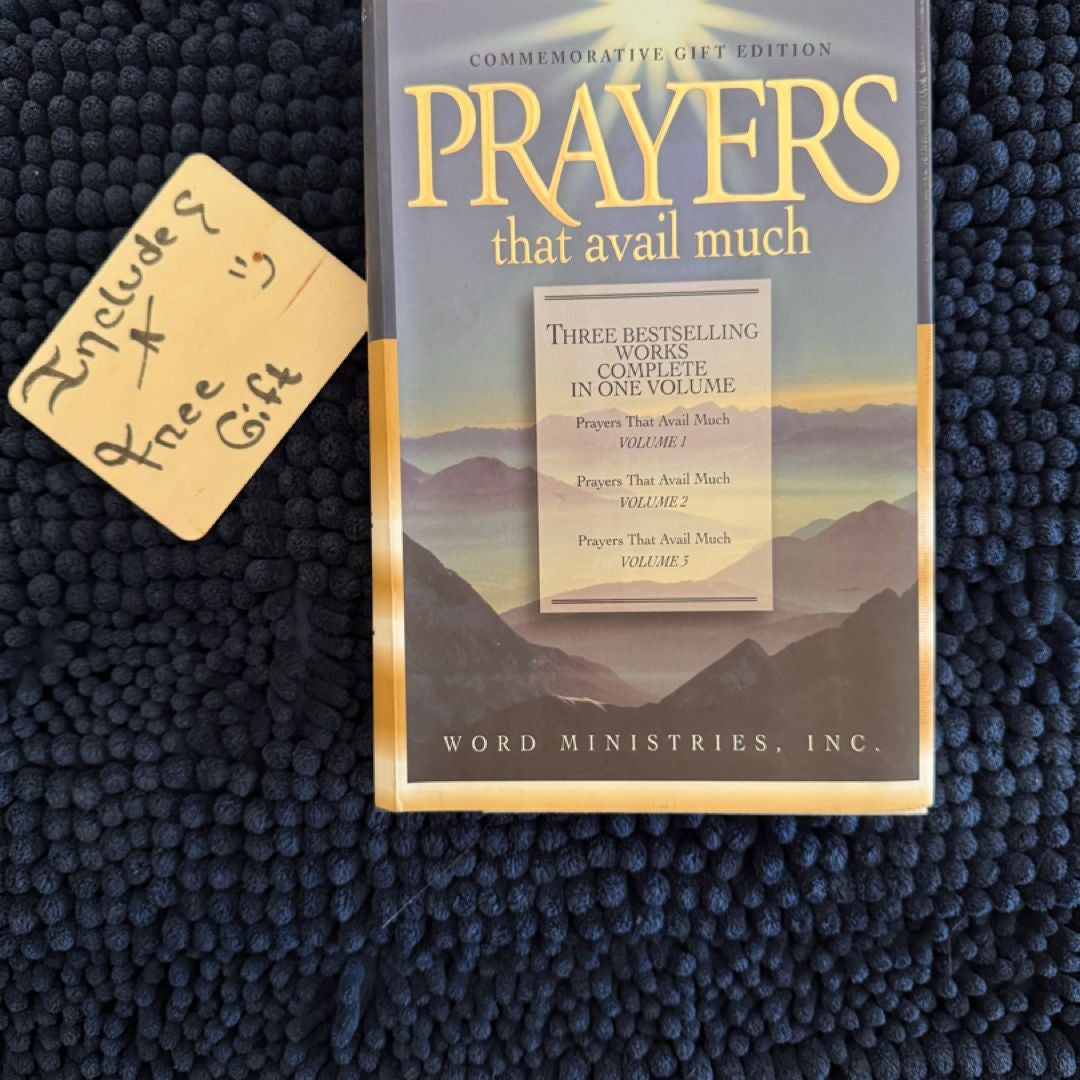 Includes
A
Free
Gift
COMMEMORATIVE GIFT EDITION
PRAYERS
that avail much
THREE BESTSELLING
WORKS
COMPLETE
IN ONE VOLUME
Prayers That Avail Much
VOLUME 1
Prayers That Avail Much
VOLUME 2
Prayers That Avail Much
VOLUME 3
WORD MINISTRIES, INC.